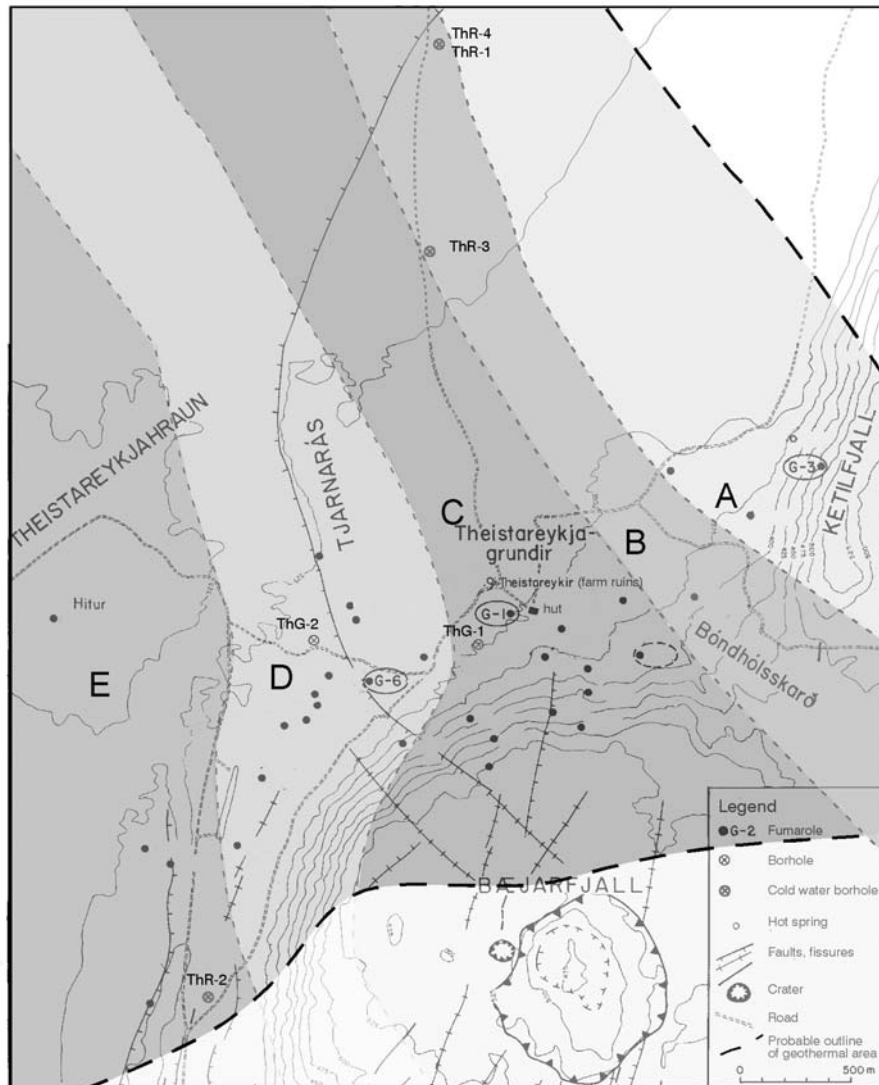 ThR-4
ThR-1
ThR-3
THEISTAREYKJAHRAUN
TJARNARÁS
KETILFJALL
G-3
A
C
Theistareykja-
grundir
B
Theistareykir (farm ruins)
G-1
hut
Hitur
ThG-2
ThG-1
Bóndhólsskarð
E
D
G-6
BÆJARFJALL
ThR-2
Legend
G-2 Fumarole
Borhole
Cold water borhole
Hot spring
Faults, fissures
Crater
Road
Probable outline
of geothermal area
0 500 m